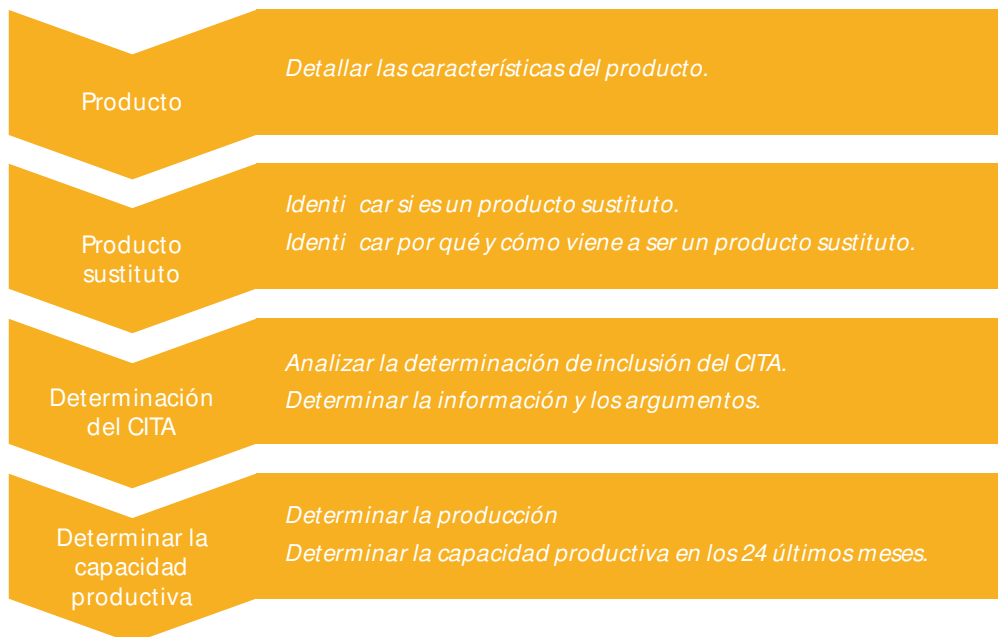 Producto
Detallar las características del producto.
Producto
sustituto
Identi car si es un producto sustituto.
Identi car por qué y cómo viene a ser un producto sustituto.
Determinación
del CITA
Analizar la determinación de inclusión del CITA.
Determinar la información y los argumentos.
Determinar la
capacidad
productiva
Determinar la producción
Determinar la capacidad productiva en los 24 últimos meses.